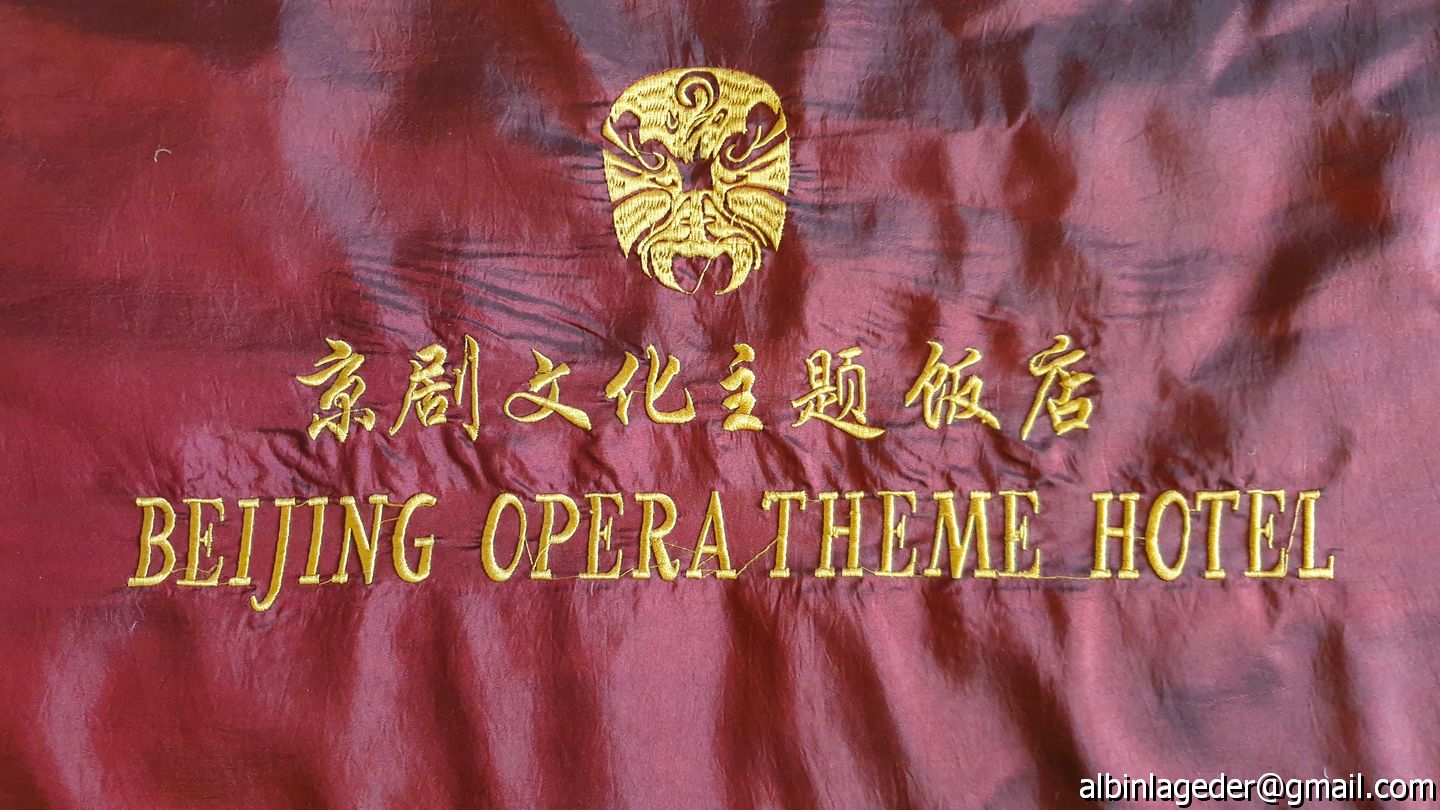 京剧文化主题饭店
BEIJING OPERA THEME HOTEL
albinlageder@gmail.com